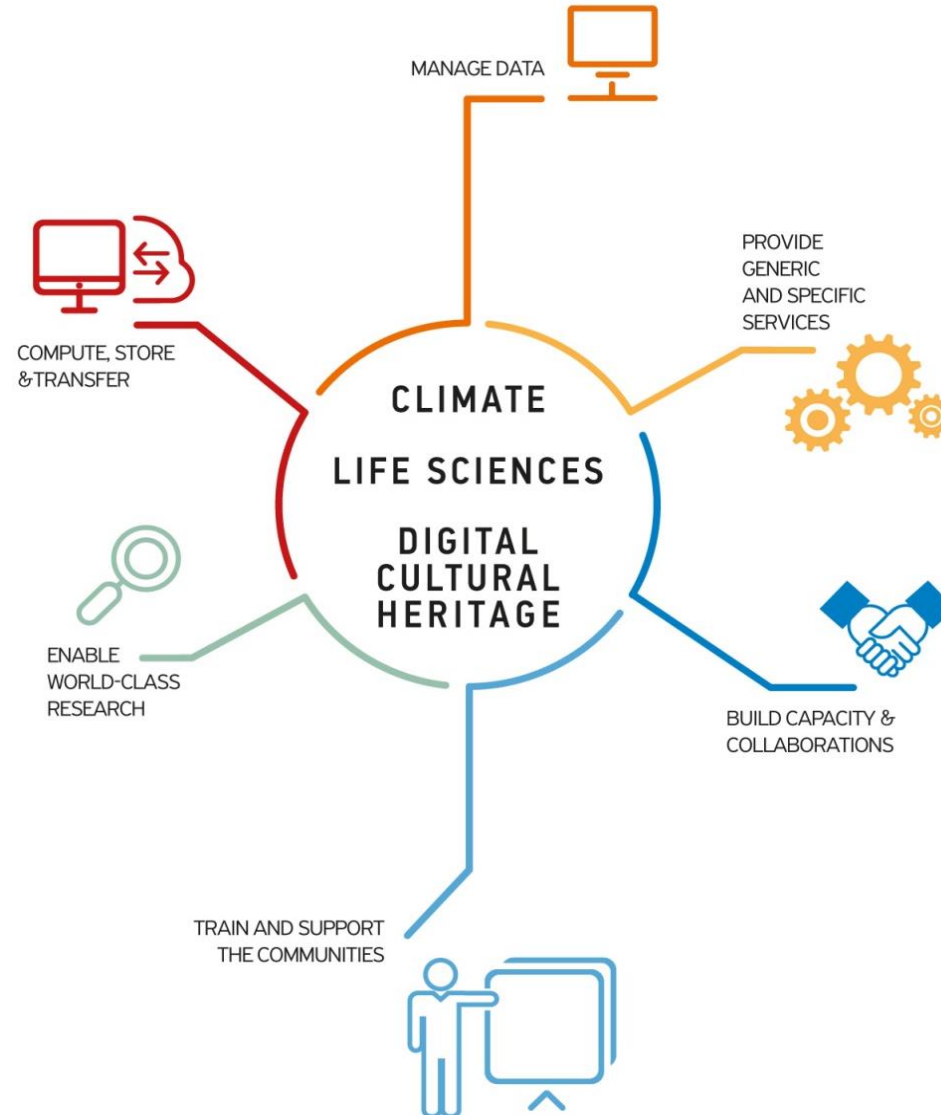 MANAGE DATA
PROVIDE
GENERIC
AND SPECIFIC
SERVICES
COMPUTE, STORE
& TRANSFER
CLIMATE
LIFE SCIENCES
DIGITAL
CULTURAL
HERITAGE
ENABLE
WORLD-CLASS
RESEARCH
BUILD CAPACITY &
COLLABORATIONS
TRAIN AND SUPPORT
THE COMMUNITIES